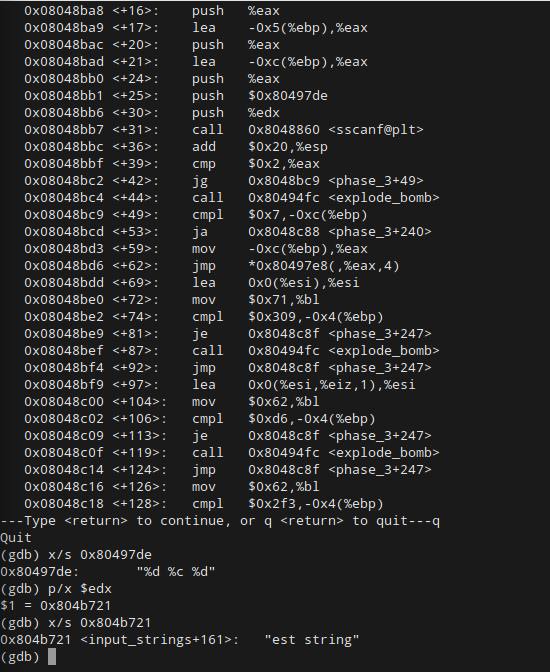 0x08048ba8 <+16>: push %eax
0x08048ba9 <+17>: lea -0x5(%ebp),%eax
0x08048bac <+20>: push %eax
0x08048bad <+21>: lea -0xc(%ebp),%eax
0x08048bb0 <+24>: push %eax
0x08048bb1 <+25>: push $0x80497de
0x08048bb6 <+30>: push %edx
0x08048bb7 <+31>: call 0x8048860 <sscanf@plt>
0x08048bbc <+36>: add $0x20,%esp
0x08048bbf <+39>: cmp $0x2,%eax
0x08048bc2 <+42>: jg 0x8048bc9 <phase_3+49>
0x08048bc4 <+44>: call 0x80494fc <explode_bomb>
0x08048bc9 <+49>: cmpl $0x7,-0xc(%ebp)
0x08048bcd <+53>: ja 0x8048c88 <phase_3+240>
0x08048bd3 <+59>: mov -0xc(%ebp),%eax
0x08048bd6 <+62>: jmp *0x80497e8(,%eax,4)
0x08048bdd <+69>: lea 0x0(%esi),%esi
0x08048be0 <+72>: mov $0x71,%bl
0x08048be2 <+74>: cmpl $0x309,-0x4(%ebp)
0x08048be9 <+81>: je 0x8048c8f <phase_3+247>
0x08048bef <+87>: call 0x80494fc <explode_bomb>
0x08048bf4 <+92>: jmp 0x8048c8f <phase_3+247>
0x08048bf9 <+97>: lea 0x0(%esi,%eiz,1),%esi
0x08048c00 <+104>: mov $0x62,%bl
0x08048c02 <+106>: cmpl $0xd6,-0x4(%ebp)
0x08048c09 <+113>: je 0x8048c8f <phase_3+247>
0x08048c0f <+119>: call 0x80494fc <explode_bomb>
0x08048c14 <+124>: jmp 0x8048c8f <phase_3+247>
0x08048c16 <+126>: mov $0x62,%bl
0x08048c18 <+128>: cmpl $0x2f3,-0x4(%ebp)
---Type <return> to continue, or q <return> to quit---q
Quit
(gdb) x/s 0x80497de
0x80497de: "%d %c %d"
(gdb) p/x $edx
$1 = 0x804b721
(gdb) x/s 0x804b721
0x804b721 <input_strings+161>: "est string"
(gdb)